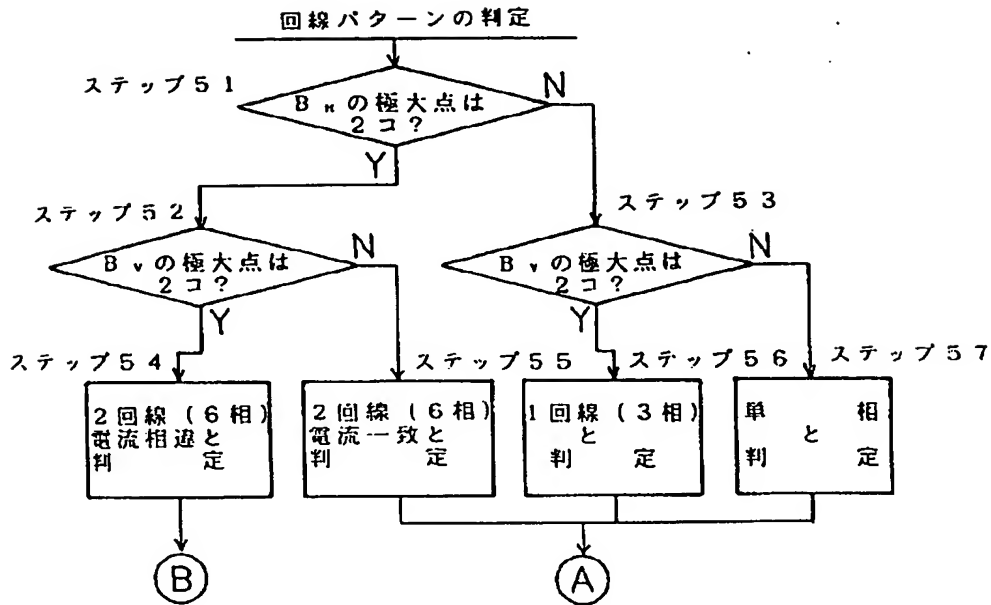 回線パターンの判定
ステップ51
B_H の極大点は
2コ?
N
Y
ステップ52
B_V の極大点は
2コ?
N
Y
ステップ53
B_V の極大点は
2コ?
N
Y
ステップ54
2回線(6相)
電流相違と
判定
ステップ55
2回線(6相)
電流一致と
判定
ステップ56
1回線(3相)
と
判定
ステップ57
単相
と
判定
B
A